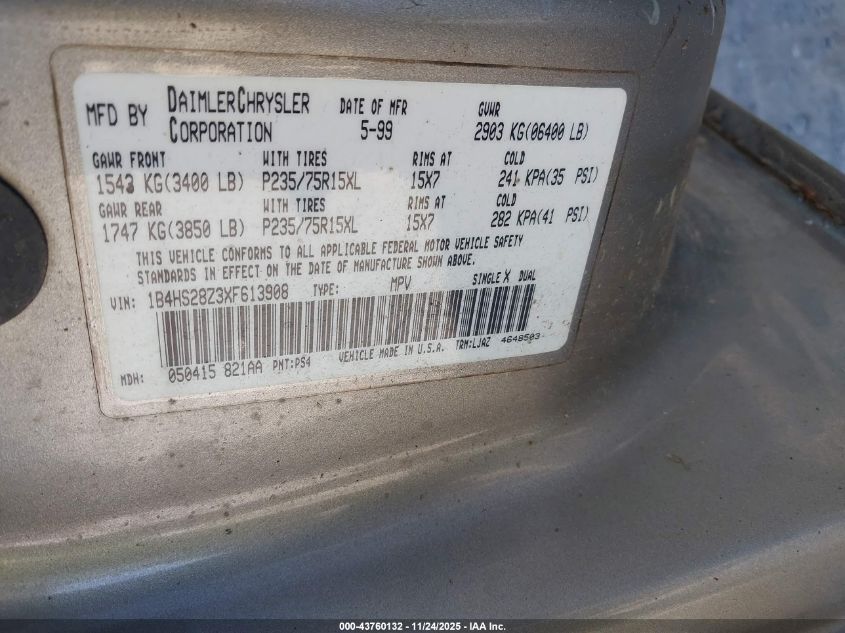 MFD BY DAIMLERCHRYSLER CORPORATION DATE OF MFR 5-99 GVWR 2903 KG(06400 LB)
GAWR FRONT WITH TIRES RIMS AT COLD
1542 KG(3400 LB) P235/75R15XL 15X7 241 KPA(35 PSI)
GAWR REAR WITH TIRES RIMS AT COLD
1747 KG(3850 LB) P235/75R15XL 15X7 282 KPA(41 PSI)
THIS VEHICLE CONFORMS TO ALL APPLICABLE FEDERAL MOTOR VEHICLE SAFETY
STANDARDS IN EFFECT ON THE DATE OF MANUFACTURE SHOWN ABOVE.
VIN: 1B4HS28Z3XF613908 TYPE: MPV SINGLE X DUAL
MDH: 050415 821AA PNT:PS4 VEHICLE MADE IN U.S.A. TRM:LJAZ 4648503
000-43760132 - 11/24/2025 - IAA Inc.